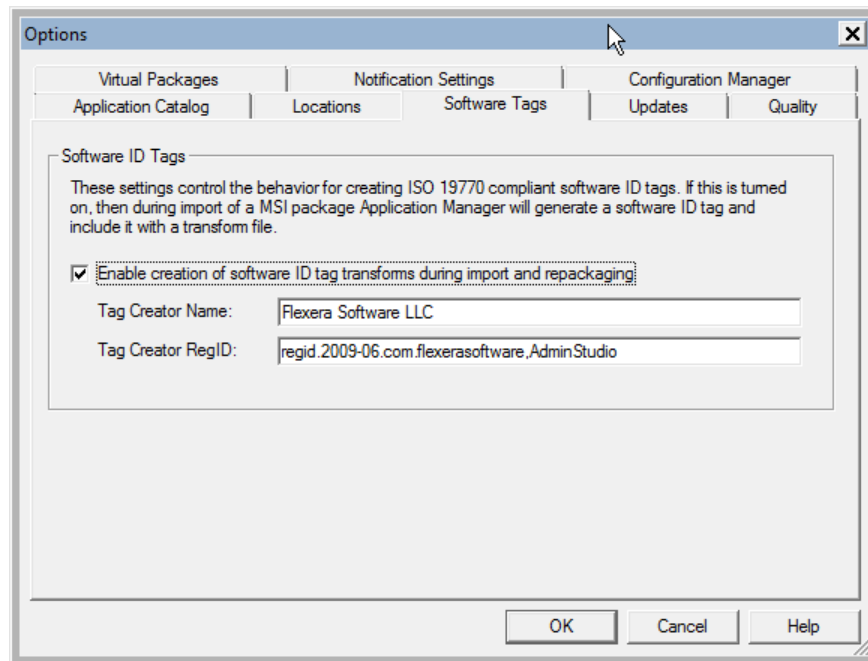 Options
Virtual Packages
Notification Settings
Configuration Manager
Application Catalog
Locations
Software Tags
Updates
Quality
Software ID Tags
These settings control the behavior for creating ISO 19770 compliant software ID tags. If this is turned
on, then during import of a MSI package Application Manager will generate a software ID tag and
include it with a transform file.
Enable creation of software ID tag transforms during import and repackaging
Tag Creator Name:
Flexera Software LLC
Tag Creator RegID:
regid.2009-06.com.flexerasoftware,AdminStudio
OK
Cancel
Help